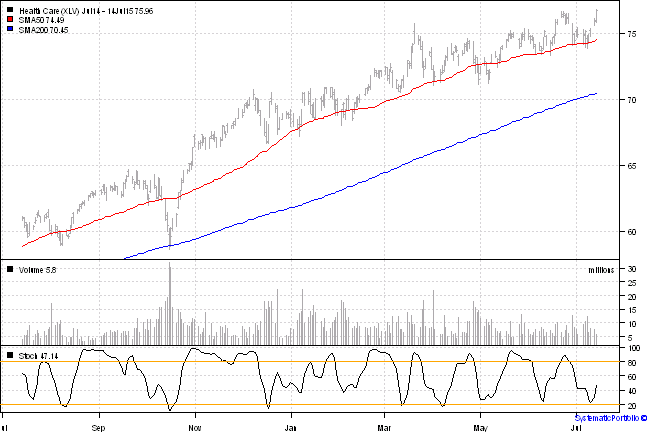 Health Care (XLV) Jul14 - 14Jul15 75.96
SMA50 74.49
SMA200 70.45
75
70
65
60
Volume 5.8
millions
30
25
20
15
10
5
Stoch 47.14
100
80
60
40
20
ul
Sep
Nov
Jan
Mar
May
Jul
SystematicPortfolio ©